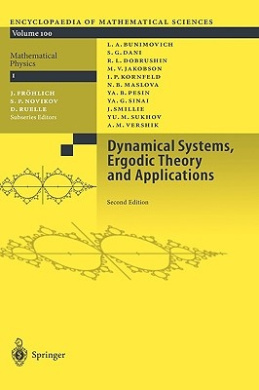 ENCYCLOPAEDIA OF MATHEMATICAL SCIENCES
Volume 100
Mathematical
Physics
I
J. FRÖHLICH
S. P. NOVIKOV
D. RUELLE
Subseries Editors
L. A. BUNIMOVICH
S. G. DANI
R. L. DOBRUSHIN
M. V. JAKOBSON
I. P. KORNFELD
N. B. MASLOVA
YA. B. PESIN
YA. G. SINAI
J. SMILLIE
YU. M. SUKHOV
A. M. VERSHIK
Dynamical Systems,
Ergodic Theory
and Applications
Second Edition
Springer